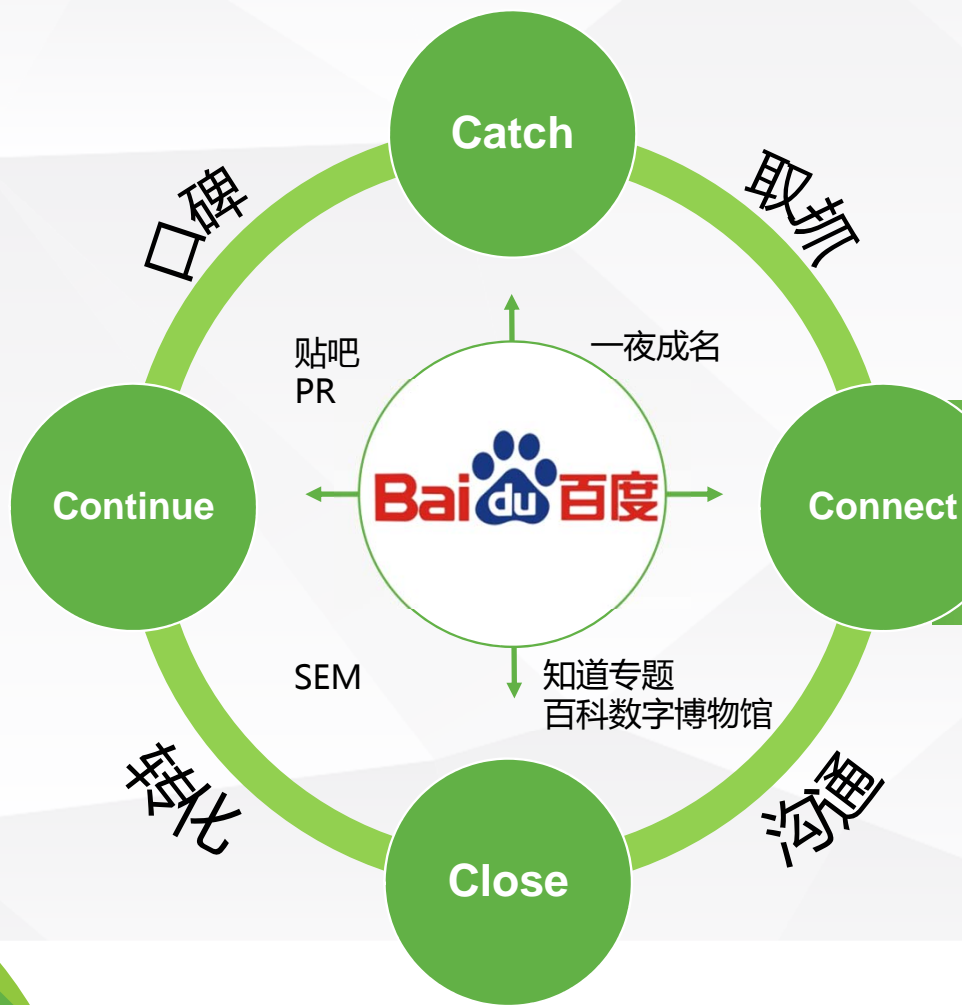 Catch
口碑
取抓
贴吧
PR
一夜成名
Continue
Bai du 百度
Connect
SEM
知道专题
百科数字博物馆
转化
沟通
Close